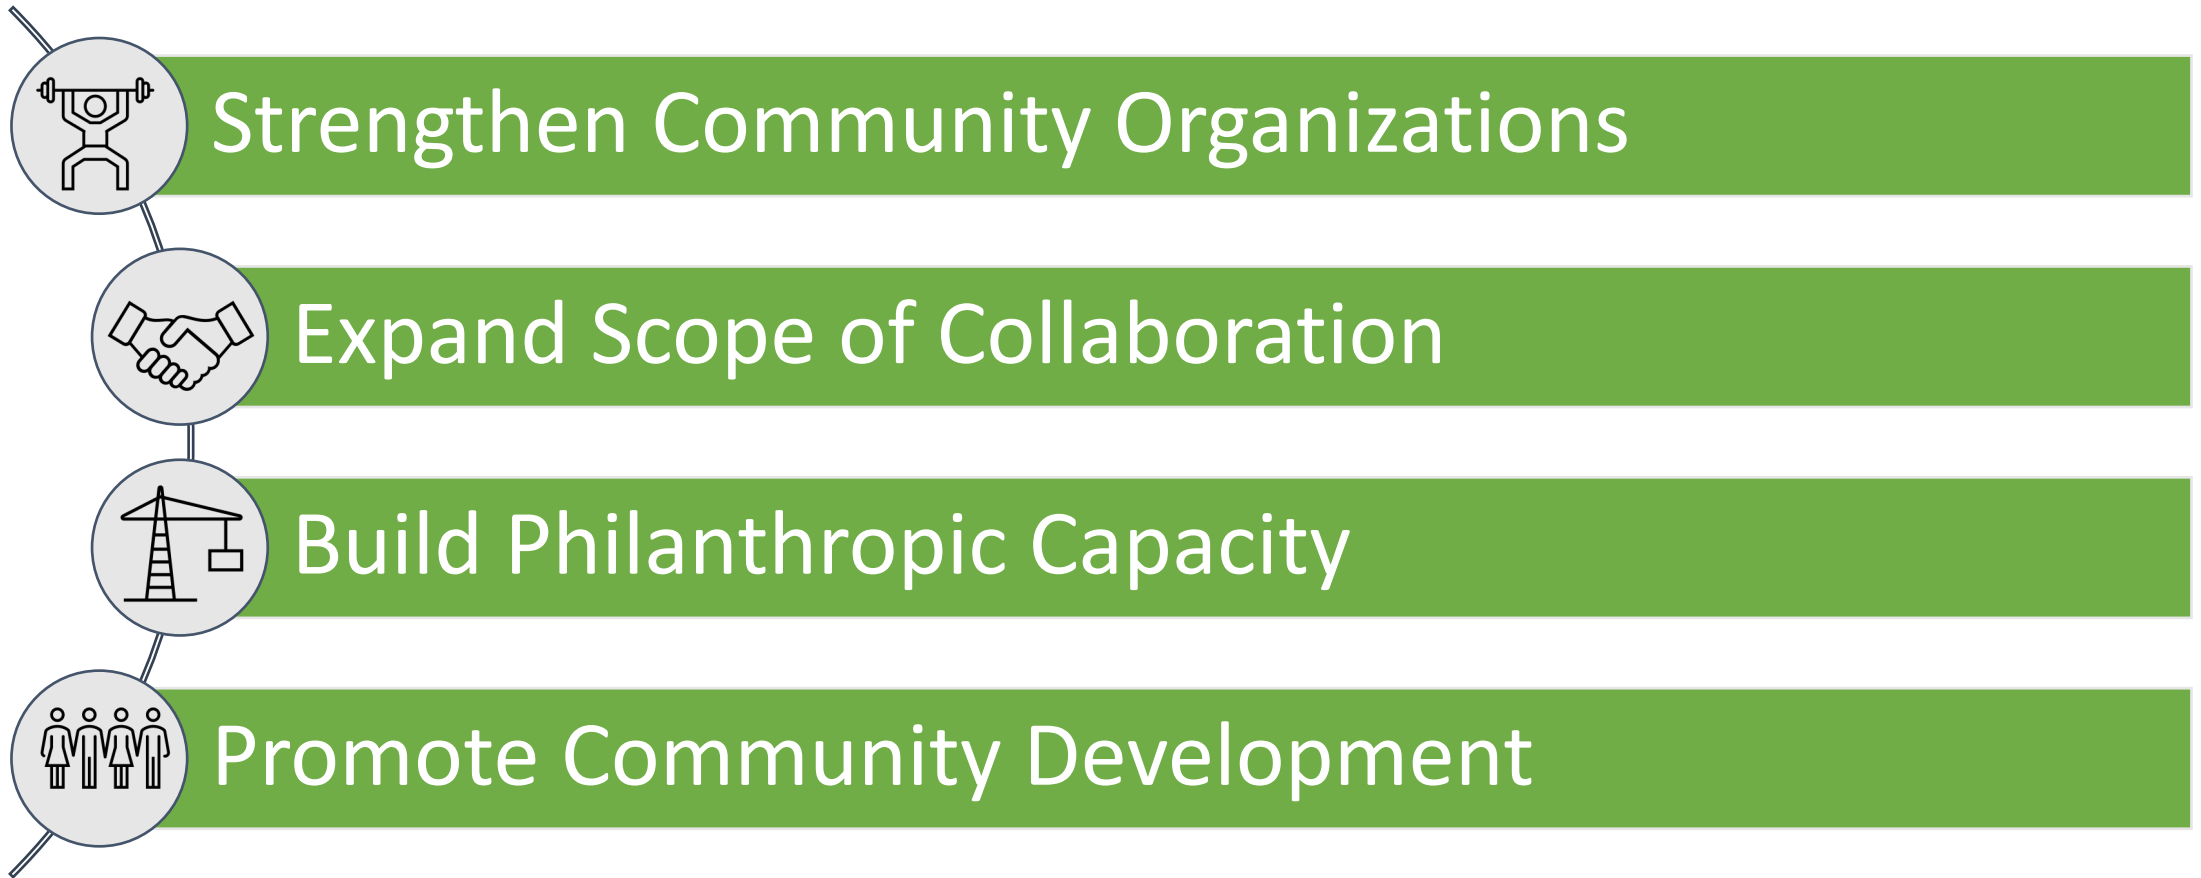 Strengthen Community Organizations
Expand Scope of Collaboration
Build Philanthropic Capacity
Promote Community Development